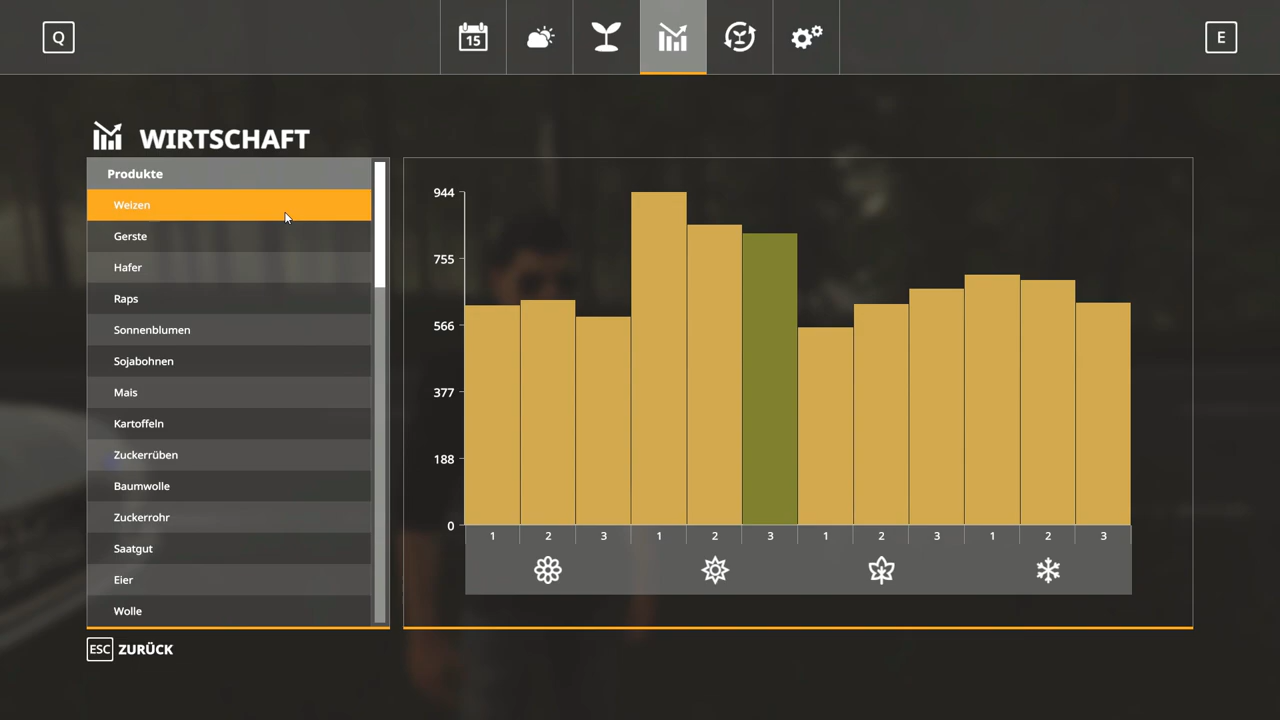 Q
15
E
WIRTSCHAFT
Produkte
Weizen
Gerste
Hafer
Raps
Sonnenblumen
Sojabohnen
Mais
Kartoffeln
Zuckerrüben
Baumwolle
Zuckerrohr
Saatgut
Eier
Wolle
944
755
566
377
188
0
1 2 3 1 2 3 1 2 3 1 2 3
ESC ZURÜCK